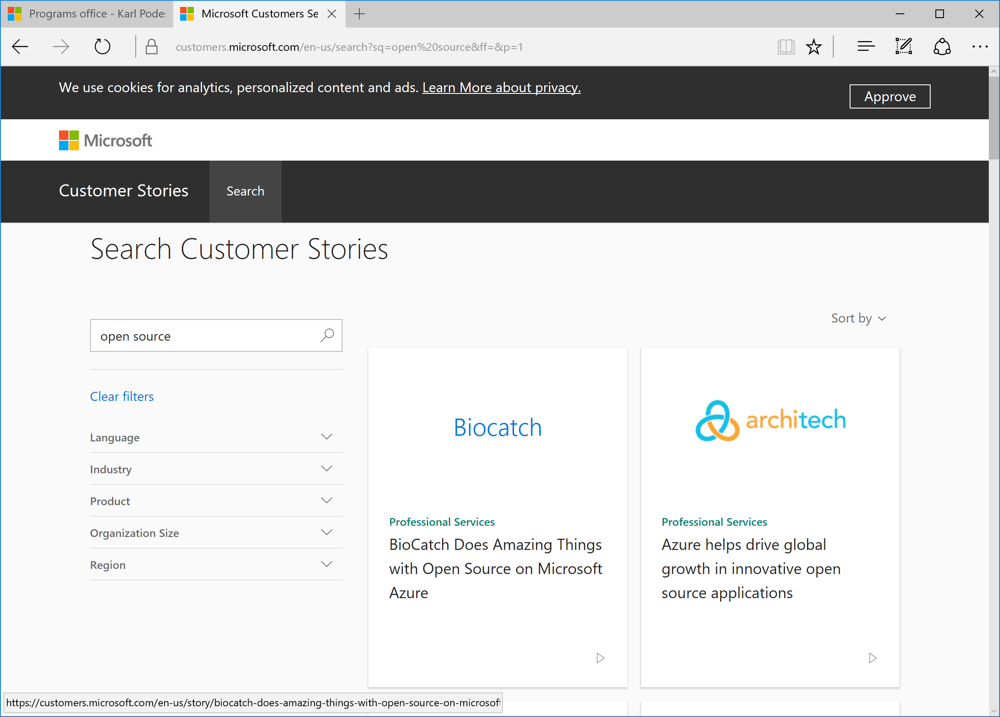 Programs office - Karl Pode
Microsoft Customers Se
customers.microsoft.com/en-us/search?sq=open%20source&ff=&p=1
We use cookies for analytics, personalized content and ads. Learn More about privacy.
Approve
Microsoft
Customer Stories
Search
Search Customer Stories
Sort by
open source
Clear filters
Language
Industry
Product
Organization Size
Region
Biocatch
Professional Services
BioCatch Does Amazing Things
with Open Source on Microsoft
Azure
architech
Professional Services
Azure helps drive global
growth in innovative open
source applications
https://customers.microsoft.com/en-us/story/biocatch-does-amazing-things-with-open-source-on-microsoft